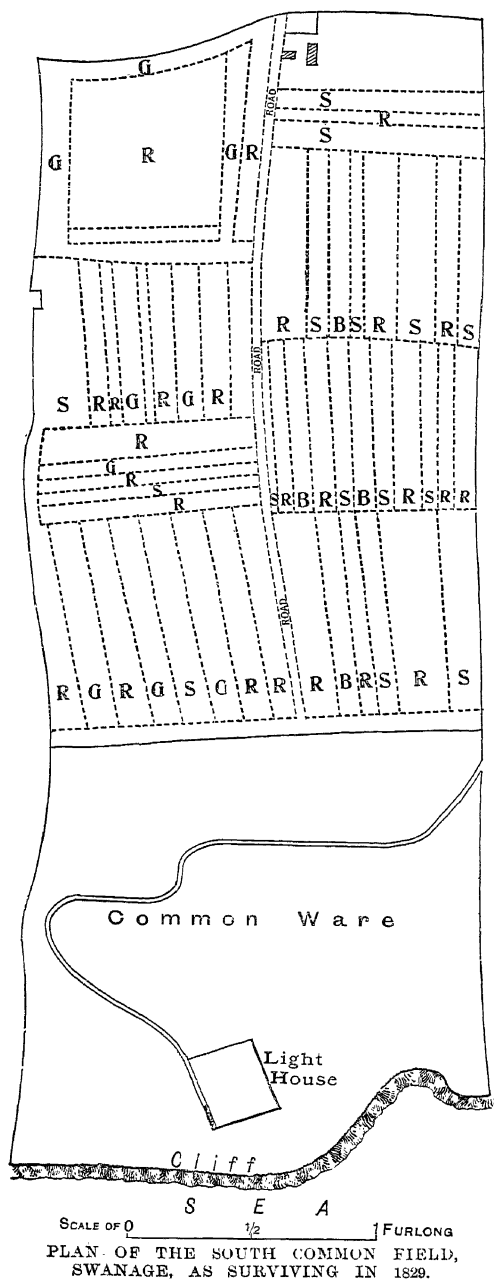 G
G R G R
ROAD
S
R
S
R S B S R S R S
ROAD
S R R G R G R
R
G
R
S
R
S R B R S B S R S R R
ROAD
R G R G S G R R R B R S R S
Common Ware
Light
House
Cliff
SEA
SCALE OF 0 1/2 1 FURLONG
PLAN OF THE SOUTH COMMON FIELD,
SWANAGE, AS SURVIVING IN 1829.